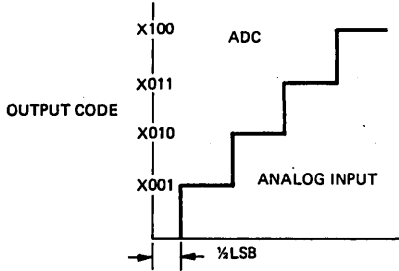 X100
ADC
X011
OUTPUT CODE
X010
X001
ANALOG INPUT
½LSB